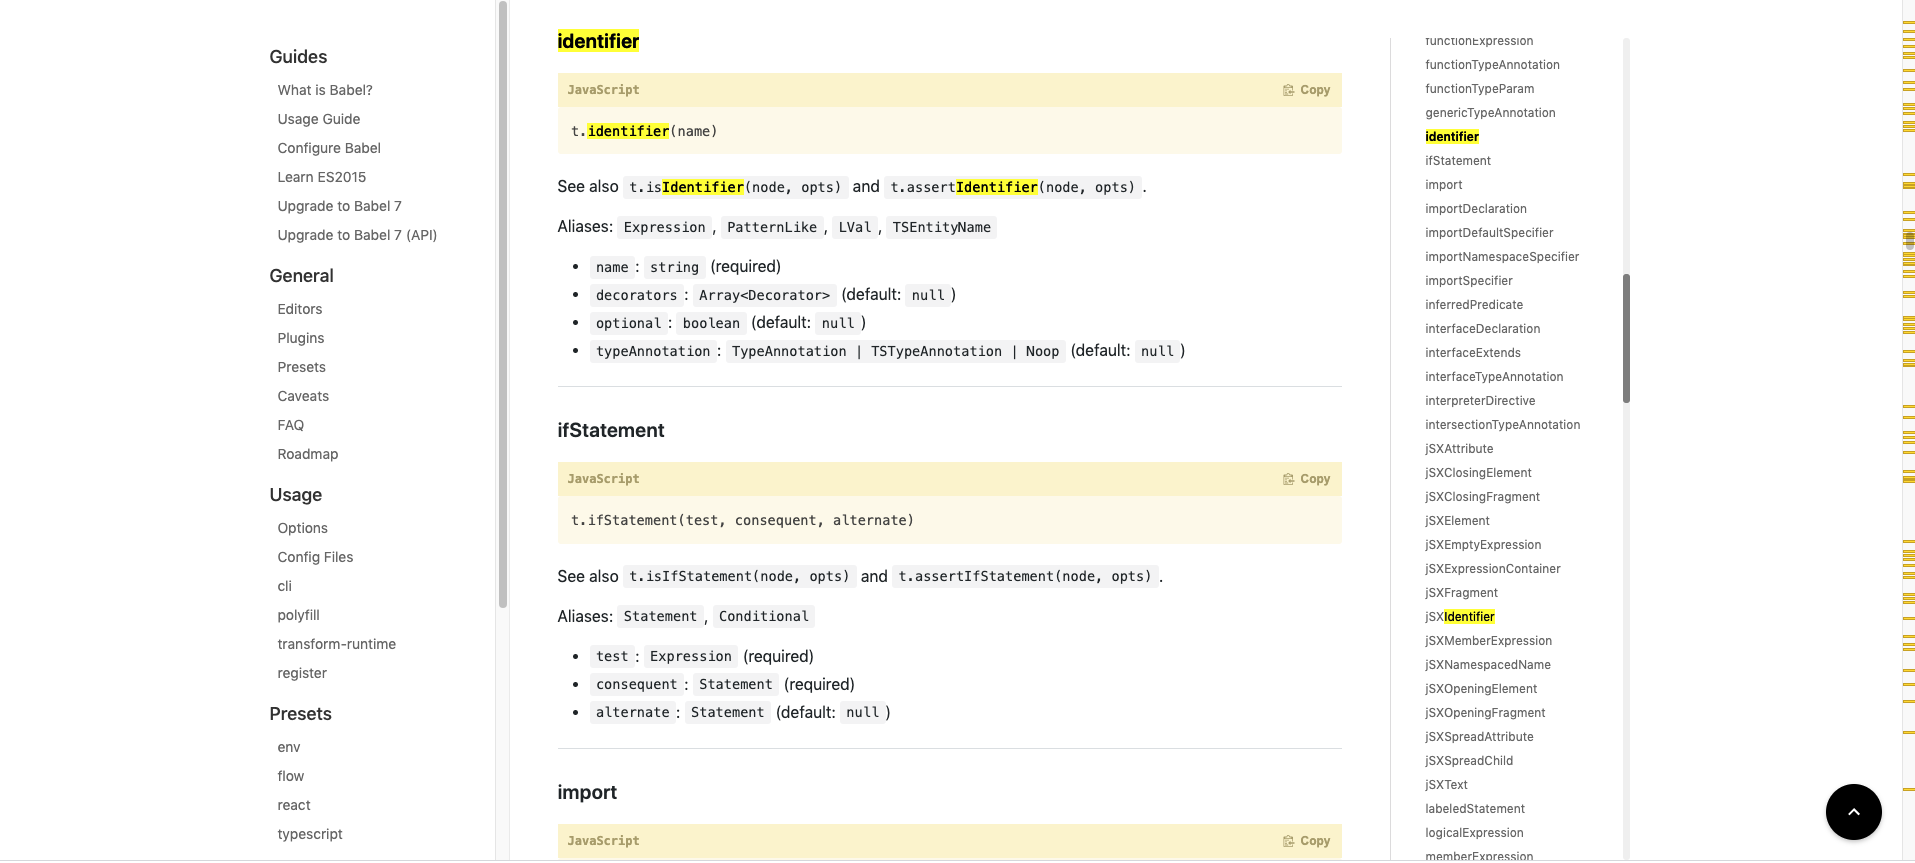 Guides
What is Babel?
Usage Guide
Configure Babel
Learn ES2015
Upgrade to Babel 7
Upgrade to Babel 7 (API)
General
Editors
Plugins
Presets
Caveats
FAQ
Roadmap
Usage
Options
Config Files
cli
polyfill
transform-runtime
register
Presets
env
flow
react
typescript
identifier
JavaScript Copy
t.identifier(name)
See also t.isIdentifier(node, opts) and t.assertIdentifier(node, opts).
Aliases: Expression, PatternLike, LVal, TSEntityName
• name: string (required)
• decorators: Array<Decorator> (default: null)
• optional: boolean (default: null)
• typeAnnotation: TypeAnnotation | TSTypeAnnotation | Noop (default: null)
ifStatement
JavaScript Copy
t.ifStatement(test, consequent, alternate)
See also t.isIfStatement(node, opts) and t.assertIfStatement(node, opts).
Aliases: Statement, Conditional
• test: Expression (required)
• consequent: Statement (required)
• alternate: Statement (default: null)
import
JavaScript Copy
functionExpression
functionTypeAnnotation
functionTypeParam
genericTypeAnnotation
identifier
ifStatement
import
importDeclaration
importDefaultSpecifier
importNamespaceSpecifier
importSpecifier
inferredPredicate
interfaceDeclaration
interfaceExtends
interfaceTypeAnnotation
interpreterDirective
intersectionTypeAnnotation
jSXAttribute
jSXClosingElement
jSXClosingFragment
jSXElement
jSXEmptyExpression
jSXExpressionContainer
jSXFragment
jSXIdentifier
jSXMemberExpression
jSXNamespacedName
jSXOpeningElement
jSXOpeningFragment
jSXSpreadAttribute
jSXSpreadChild
jSXText
labeledStatement
logicalExpression
memberExpression